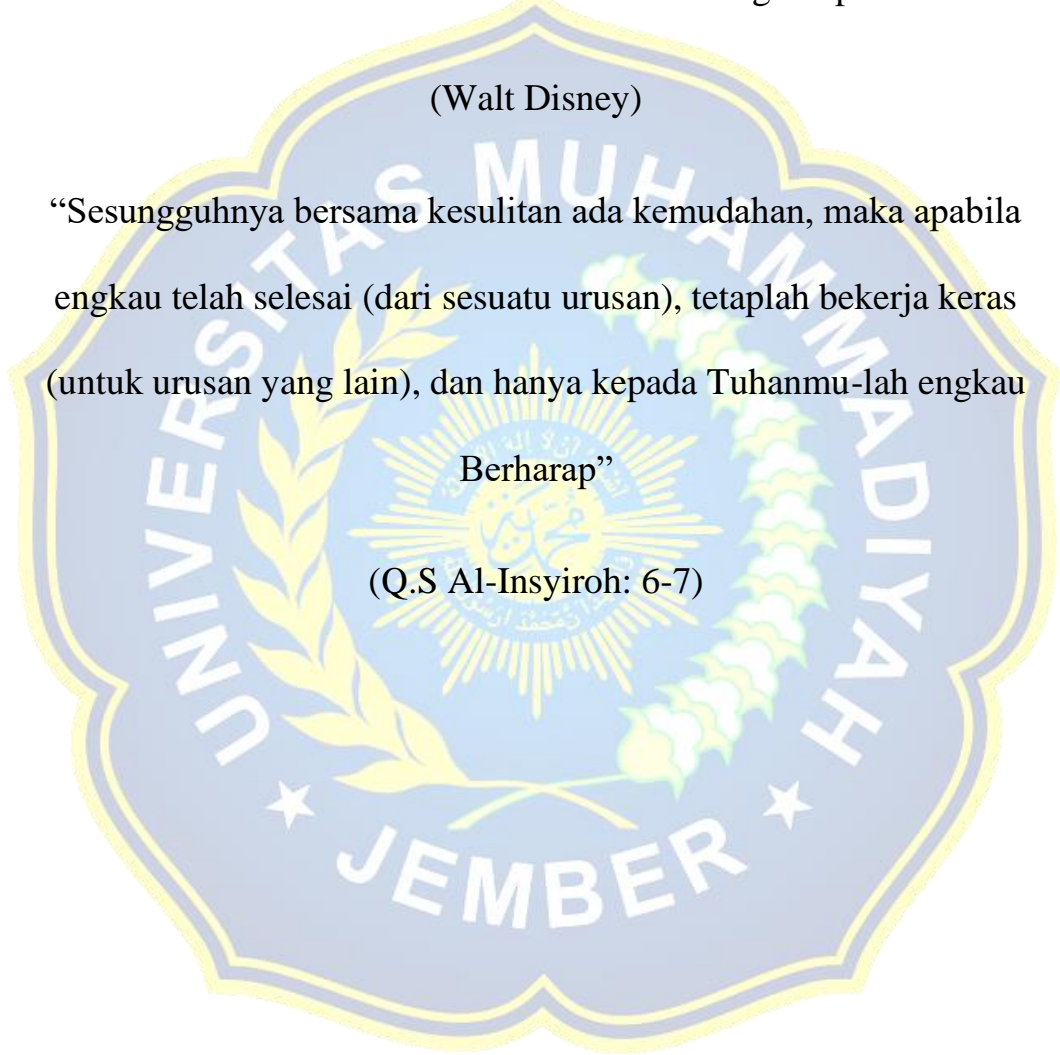 (Walt Disney)
“Sesungguhnya bersama kesulitan ada kemudahan, maka apabila
engkau telah selesai (dari sesuatu urusan), tetaplah bekerja keras
(untuk urusan yang lain), dan hanya kepada Tuhanmu-lah engkau
Berharap”
(Q.S Al-Insyiroh: 6-7)
UNIVERSITAS MUHAMMADIYAH
JEMBER